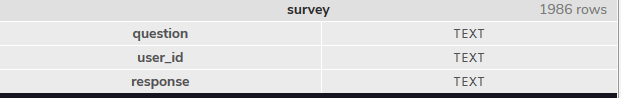 survey 1986 rows
question TEXT
user_id TEXT
response TEXT